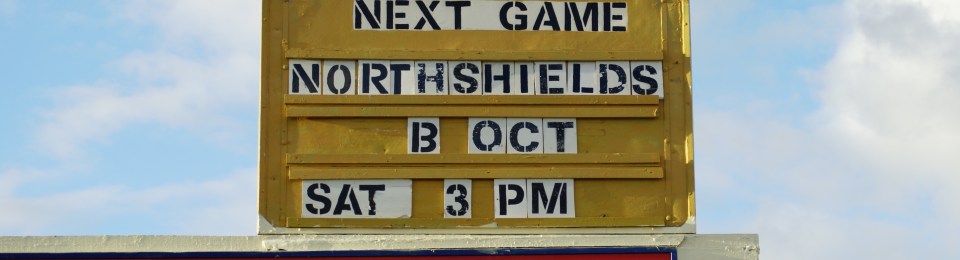 NEXT GAME
NORTHSHIELDS
B OCT
SAT 3 PM